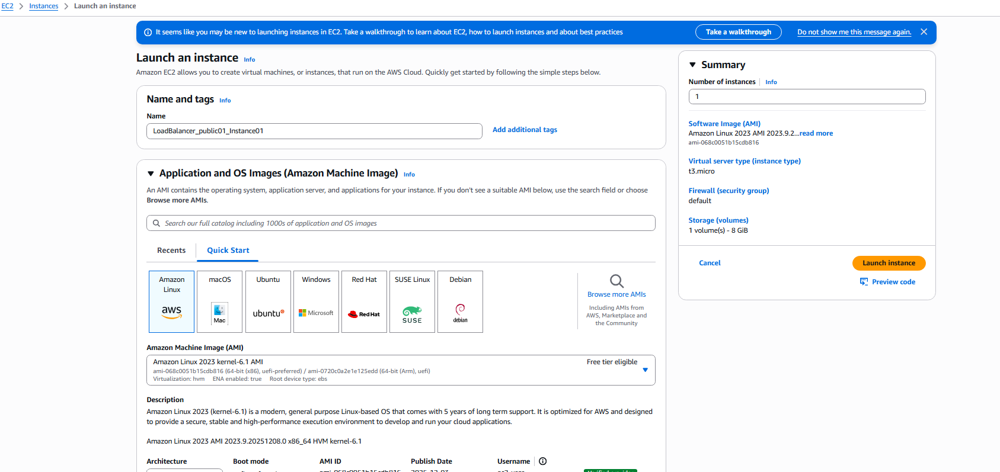 EC2 > Instances > Launch an instance
It seems like you may be new to launching instances in EC2. Take a walkthrough to learn about EC2, how to launch instances and about best practices
Take a walkthrough
Do not show me this message again.
Launch an instance Info
Amazon EC2 allows you to create virtual machines, or instances, that run on the AWS Cloud. Quickly get started by following the simple steps below.
Name and tags Info
Name
LoadBalancer_public01_Instance01
Add additional tags
Application and OS Images (Amazon Machine Image) Info
An AMI contains the operating system, application server, and applications for your instance. If you don't see a suitable AMI below, use the search field or choose
Browse more AMIs.
Search our full catalog including 1000s of application and OS images
Recents
Quick Start
Amazon
Linux
aws
macOS
Mac
Ubuntu
ubuntu
Windows
Microsoft
Red Hat
Red Hat
SUSE Linux
SUSE
Debian
debian
Browse more AMIs
Including AMIs from
AWS, Marketplace and
the Community
Amazon Machine Image (AMI)
Amazon Linux 2023 kernel-6.1 AMI
Free tier eligible
ami-068c0051b15cdb816 (64-bit (x86), uefi-preferred) / ami-0720c0a2e1e125edd (64-bit (Arm), uefi)
Virtualization: hvm ENA enabled: true Root device type: ebs
Description
Amazon Linux 2023 (kernel-6.1) is a modern, general purpose Linux-based OS that comes with 5 years of long term support. It is optimized for AWS and designed
to provide a secure, stable and high-performance execution environment to develop and run your cloud applications.
Amazon Linux 2023 AMI 2023.9.20251208.0 x86_64 HVM kernel-6.1
Architecture
Boot mode
AMI ID
Publish Date
Username
Summary
Number of instances Info
1
Software Image (AMI)
Amazon Linux 2023 AMI 2023.9.2...read more
ami-068c0051b15cdb816
Virtual server type (instance type)
t3.micro
Firewall (security group)
default
Storage (volumes)
1 volume(s) - 8 GiB
Cancel
Launch instance
Preview code